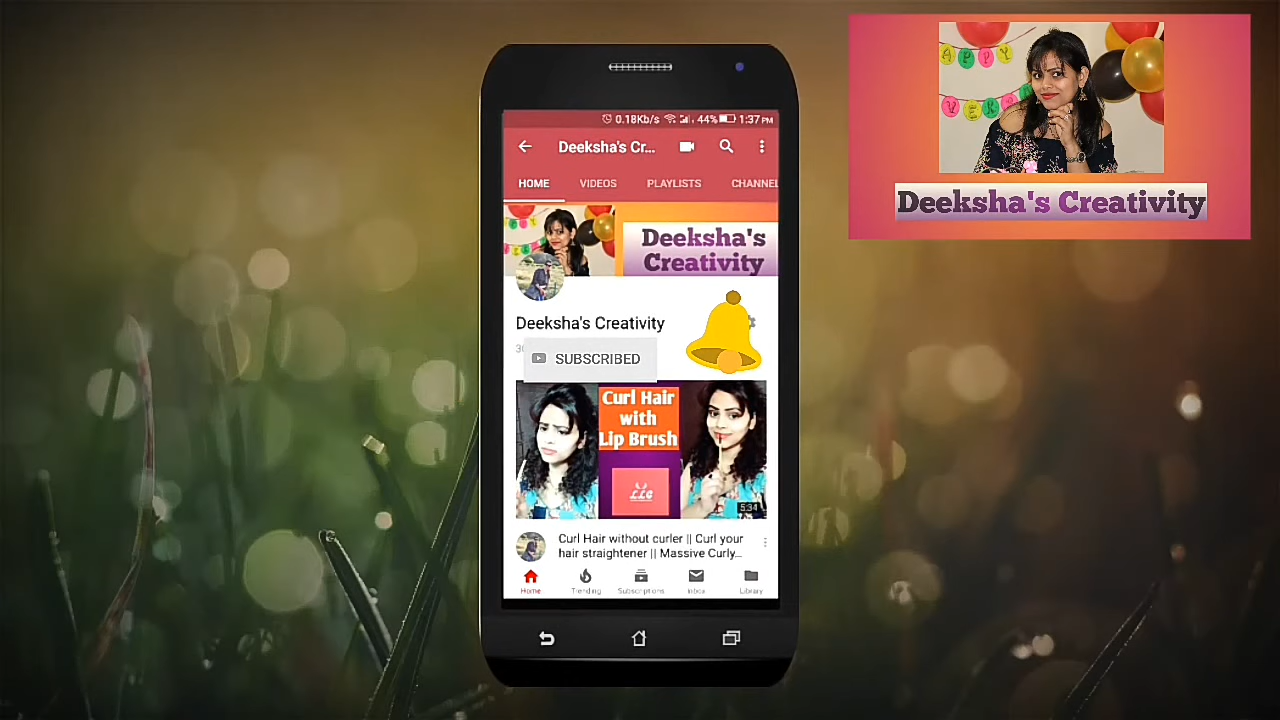 0.18Kb/s 44% 1:37 PM
Deeksha's Cr...
HOME VIDEOS PLAYLISTS CHANNEL
Deeksha's
Creativity
Deeksha's Creativity
SUBSCRIBED
Curl Hair
with
Lip Brush
5:34
Curl Hair without curler || Curl your
hair straightener || Massive Curly...
Home Trending Subscriptions Inbox Library
APPY
Deeksha's Creativity